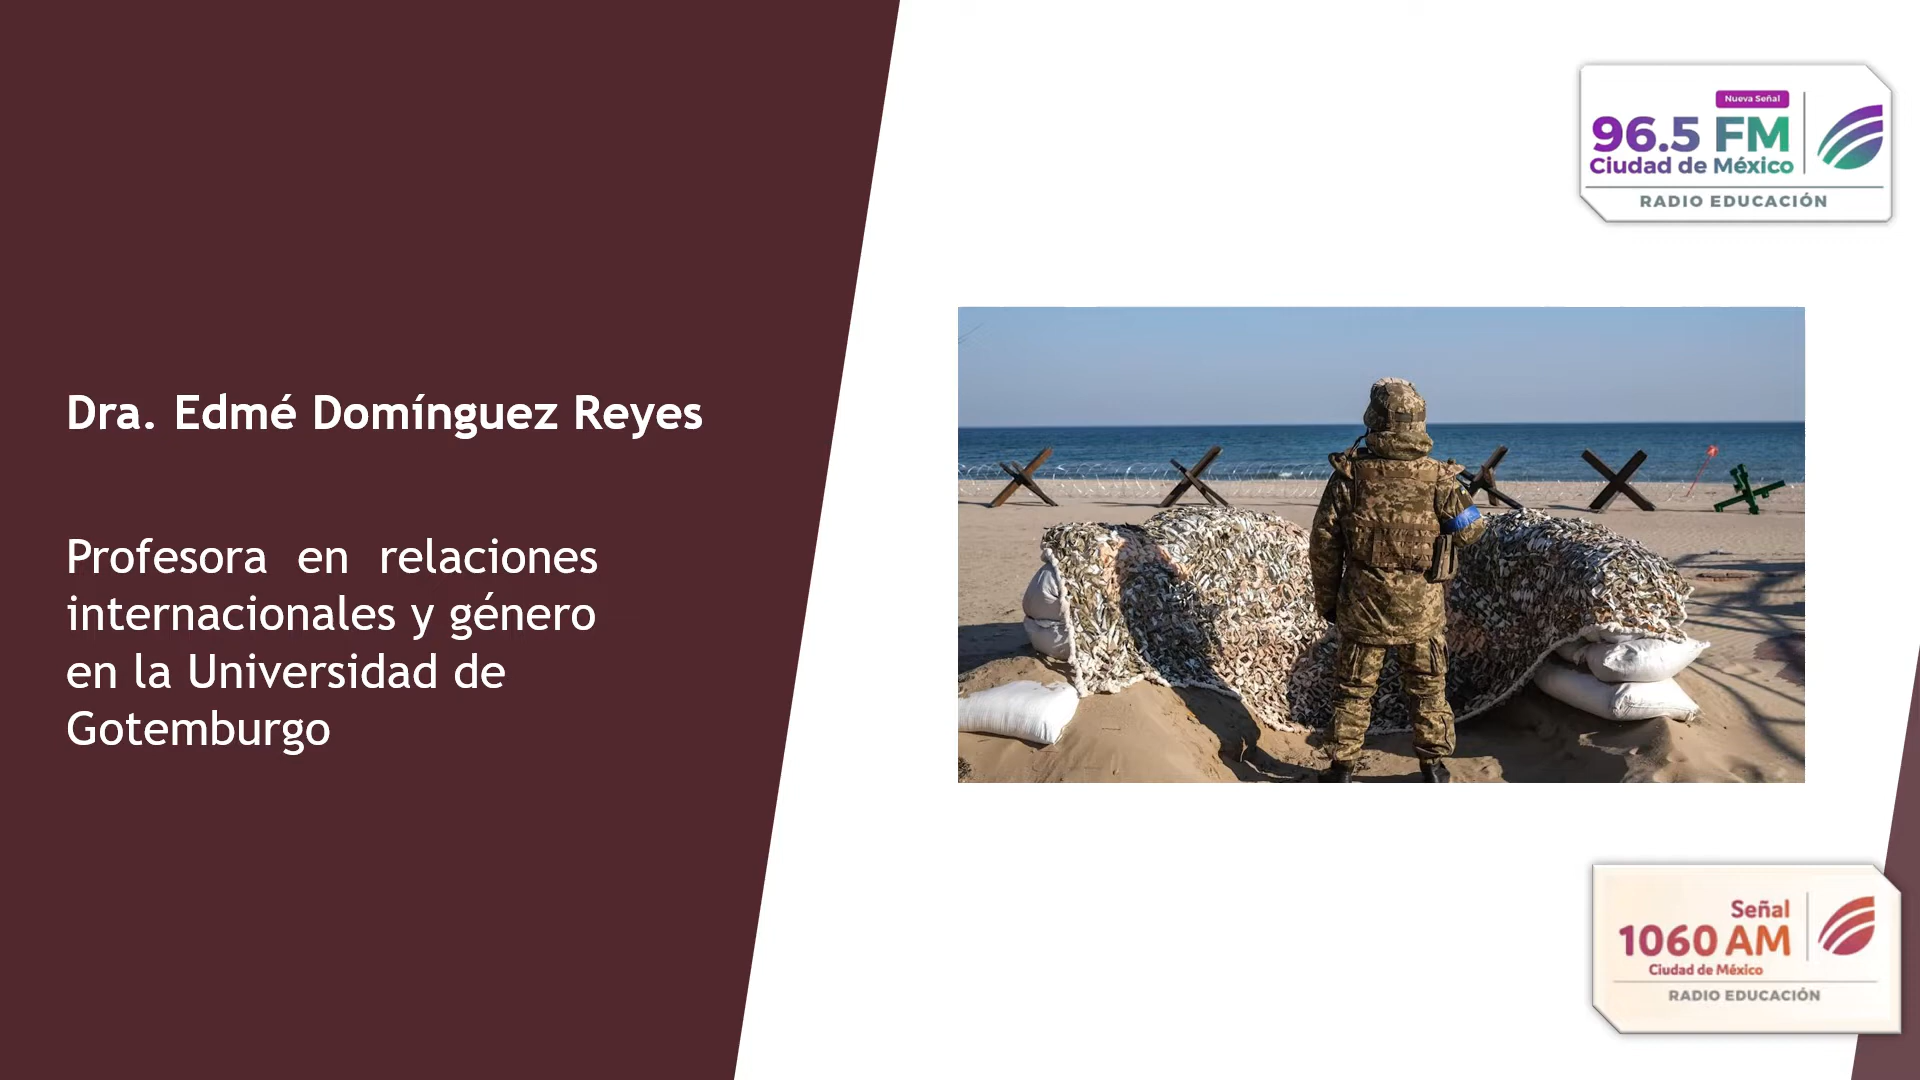 Dra. Edmé Domínguez Reyes
Profesora en relaciones
internacionales y género
en la Universidad de
Gotemburgo
Nueva Señal
96.5 FM
Ciudad de México
RADIO EDUCACIÓN
Señal
1060 AM
Ciudad de México
RADIO EDUCACIÓN